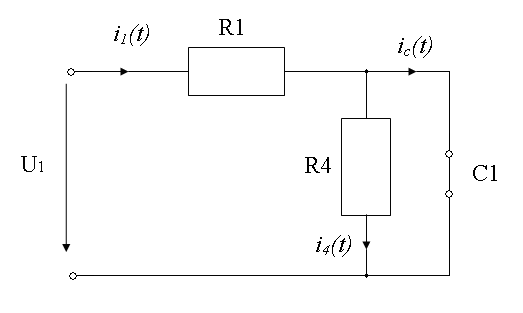 i1(t)
R1
ic(t)
U1
R4
C1
i4(t)